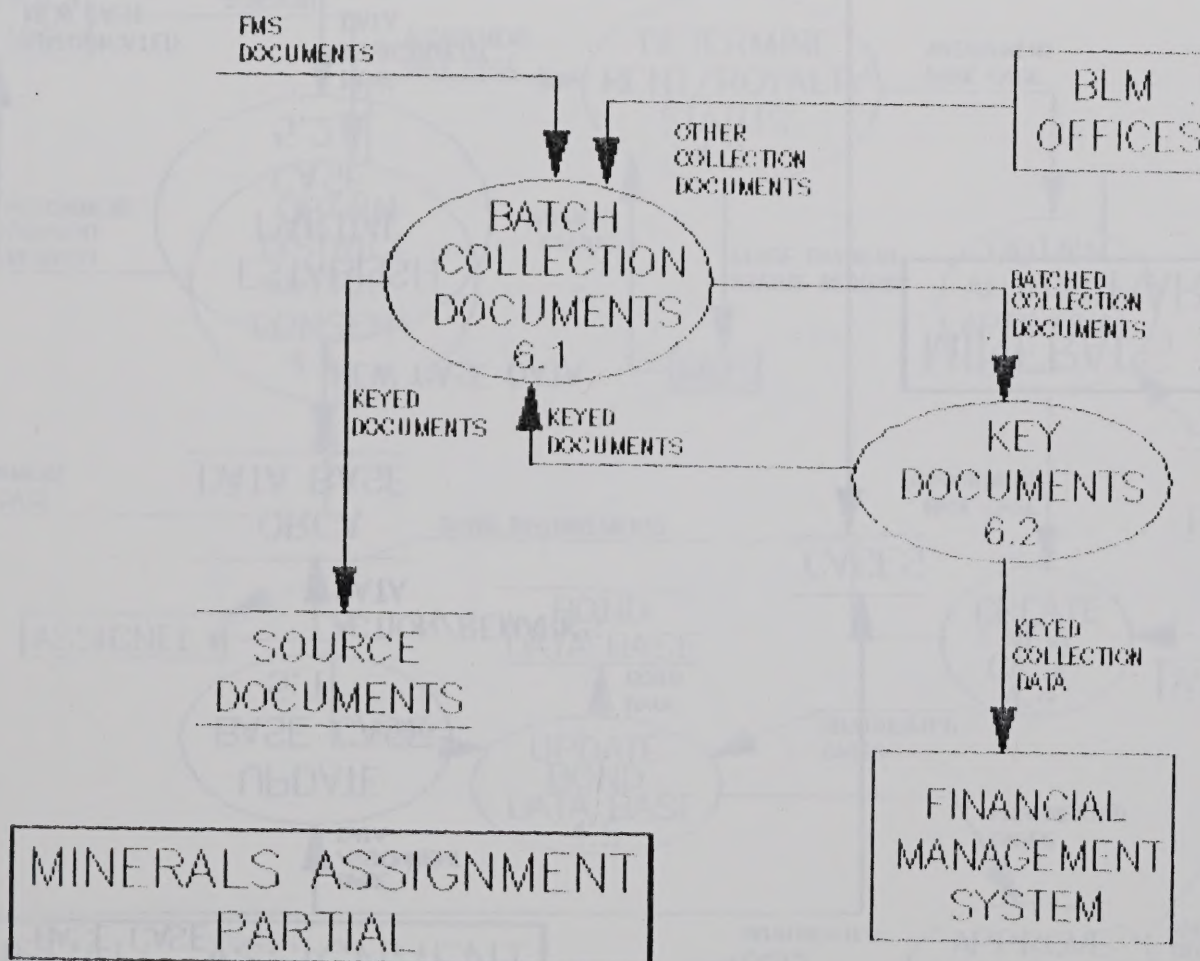 FMS
DOCUMENTS
BLM
OFFICES
OTHER
COLLECTION
DOCUMENTS
BATCH
COLLECTION
DOCUMENTS
6.1
BATCHED
COLLECTION
DOCUMENTS
KEYED
DOCUMENTS
KEYED
DOCUMENTS
KEY
DOCUMENTS
6.2
SOURCE
DOCUMENTS
KEYED
COLLECTION
DATA
FINANCIAL
MANAGEMENT
SYSTEM
MINERALS ASSIGNMENT
PARTIAL